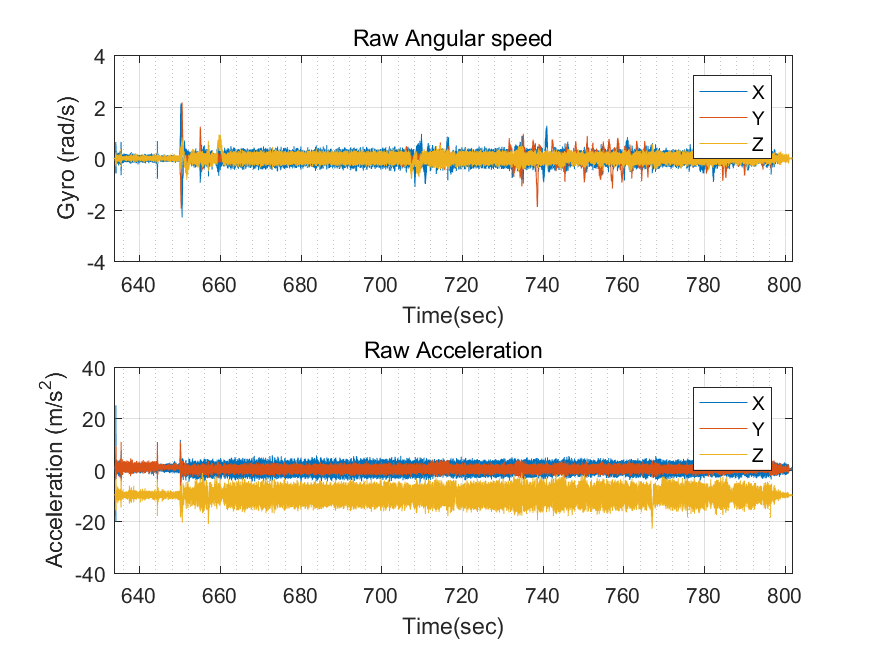 Raw Angular speed
4
2
0
-2
-4
Gyro (rad/s)
X
Y
Z
640 660 680 700 720 740 760 780 800
Time(sec)
Raw Acceleration
40
20
0
-20
-40
Acceleration (m/s²)
X
Y
Z
640 660 680 700 720 740 760 780 800
Time(sec)